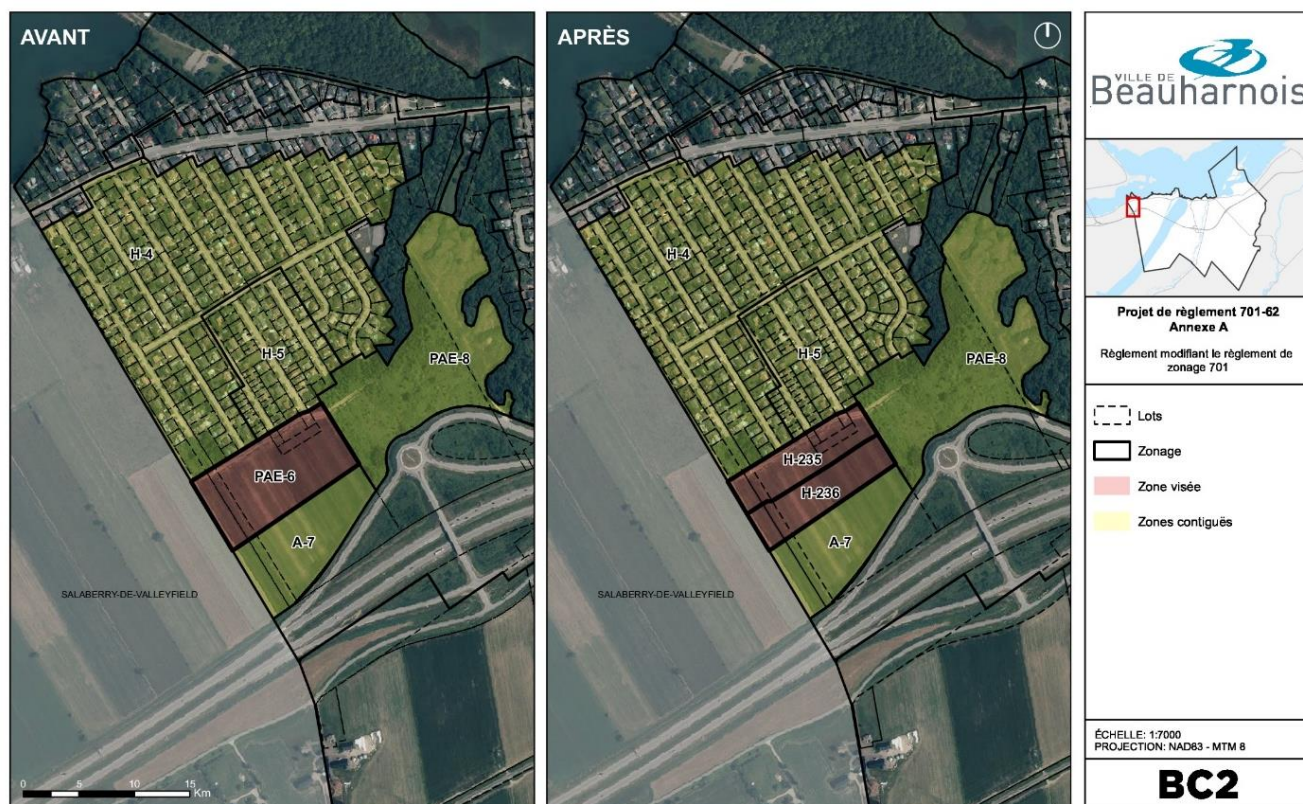 AVANT
H-4
H-5
PAE-8
PAE-6
A-7
SALABERRY-DE-VALLEYFIELD
0 5 10 15
Km
APRÈS
H-4
H-5
PAE-8
H-235
H-236
A-7
SALABERRY-DE-VALLEYFIELD
VILLE DE
Beauharnois
Projet de règlement 701-62
Annexe A
Règlement modifiant le règlement de
zonage 701
Lots
Zonage
Zone visée
Zones contiguës
ÉCHELLE: 1:7000
PROJECTION: NAD83 - MTM 8
BC2